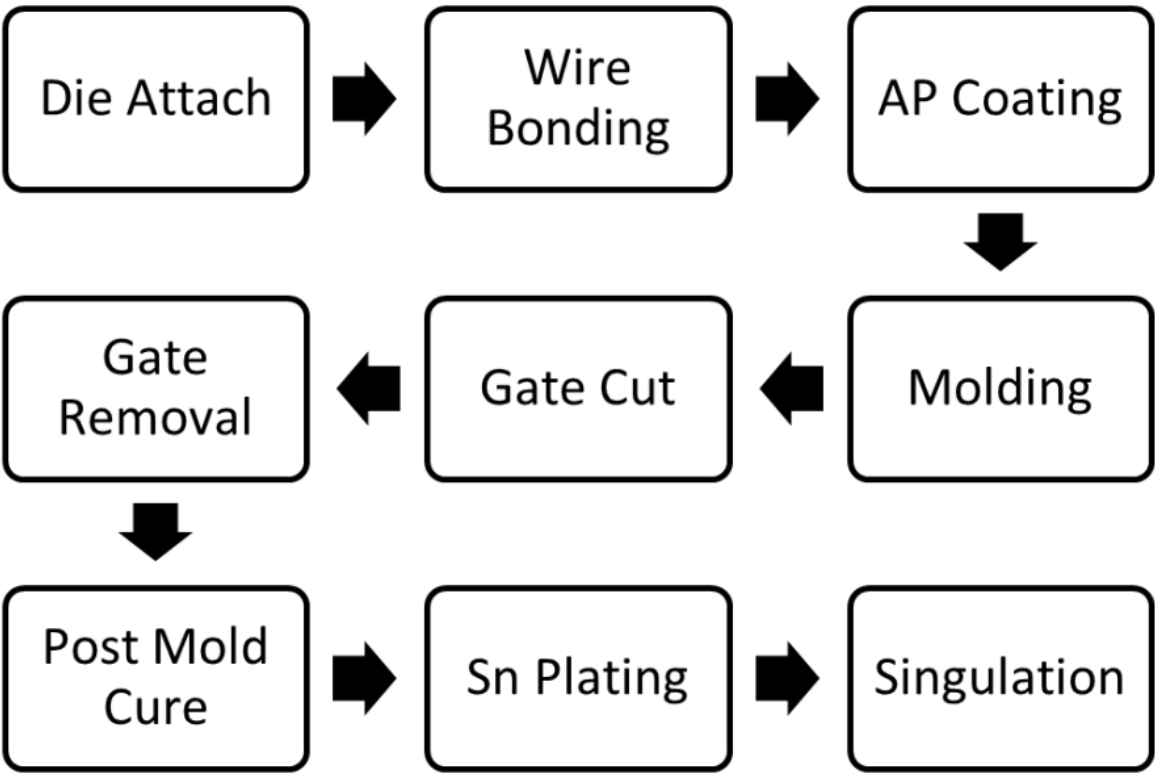 Die Attach
Wire
Bonding
AP Coating
Molding
Gate Cut
Gate
Removal
Post Mold
Cure
Sn Plating
Singulation